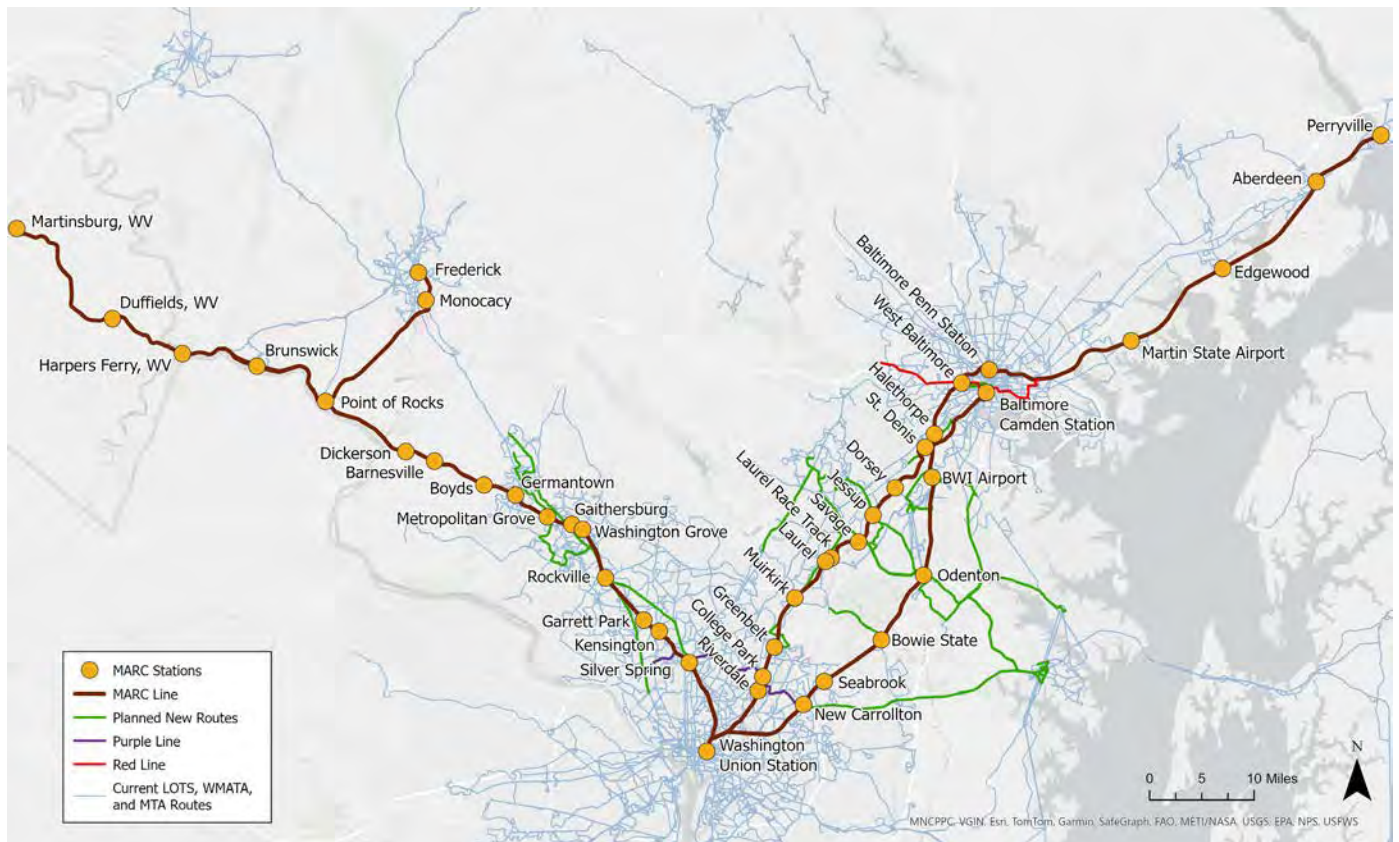 Perryville
Aberdeen
Edgewood
Martin State Airport
Baltimore Penn Station
West Baltimore
Halethorpe
St. Denis
Baltimore
Camden Station
BWI Airport
Dorsey
Jessup
Savage
Laurel Race Track
Laurel
Muirkirk
Greenbelt
College Park
Riverdale
Odenton
Bowie State
Seabrook
New Carrollton
Washington
Union Station
Martinsburg, WV
Duffields, WV
Harpers Ferry, WV
Brunswick
Frederick
Monocacy
Point of Rocks
Dickerson
Barnesville
Boyds
Germantown
Metropolitan Grove
Gaithersburg
Washington Grove
Rockville
Garrett Park
Kensington
Silver Spring
MARC Stations
MARC Line
Planned New Routes
Purple Line
Red Line
Current LOTS, WMATA,
and MTA Routes
N
0 5 10 Miles
MNCPPC, VGIN, Esri, TomTom, Garmin, SafeGraph, FAO, METI/NASA, USGS, EPA, NPS, USFWS